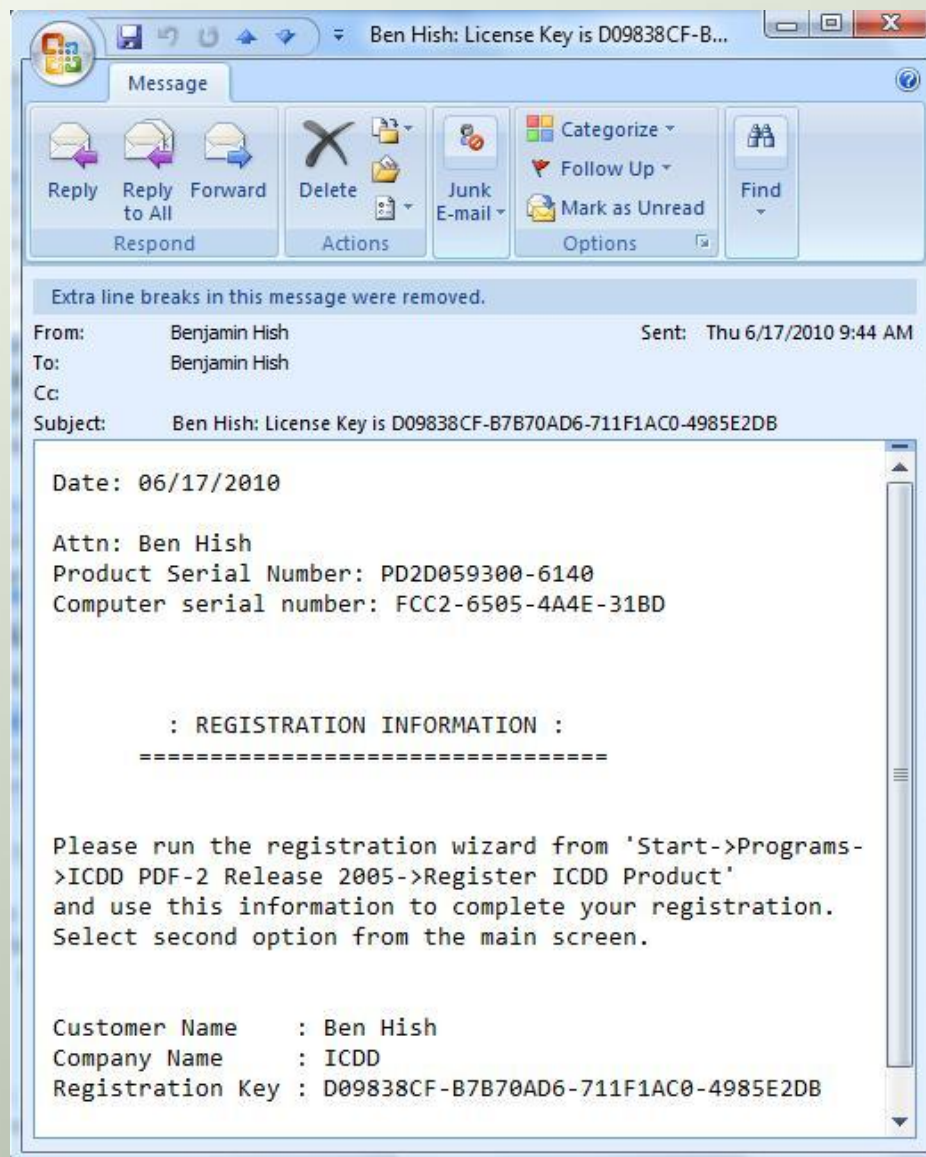 Ben Hish: License Key is D09838CF-B...
Message
Reply
Reply to All
Forward
Respond
Delete
Actions
Junk E-mail
Categorize
Follow Up
Mark as Unread
Options
Find
Extra line breaks in this message were removed.
From: Benjamin Hish Sent: Thu 6/17/2010 9:44 AM
To: Benjamin Hish
Cc:
Subject: Ben Hish: License Key is D09838CF-B7B70AD6-711F1AC0-4985E2DB
Date: 06/17/2010
Attn: Ben Hish
Product Serial Number: PD2D059300-6140
Computer serial number: FCC2-6505-4A4E-31BD
: REGISTRATION INFORMATION :
=================================
Please run the registration wizard from 'Start->Programs-
>ICDD PDF-2 Release 2005->Register ICDD Product'
and use this information to complete your registration.
Select second option from the main screen.
Customer Name : Ben Hish
Company Name : ICDD
Registration Key : D09838CF-B7B70AD6-711F1AC0-4985E2DB